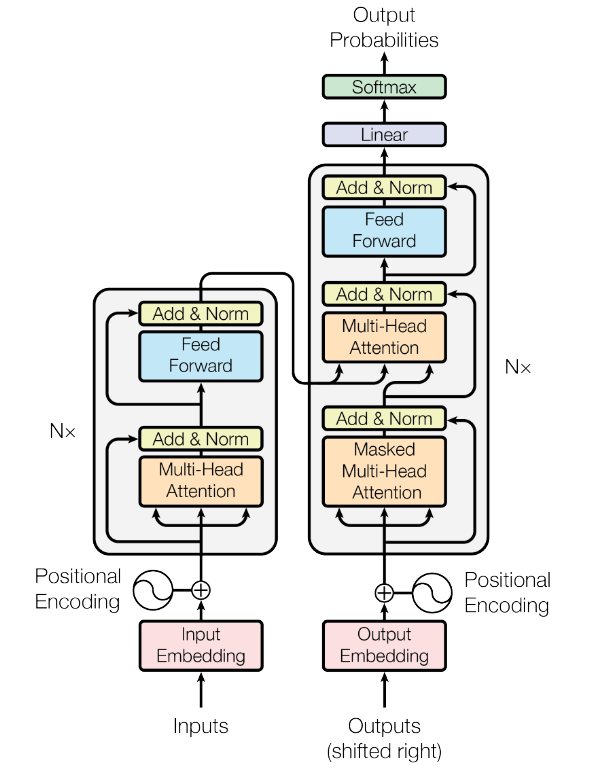 Output
Probabilities
Softmax
Linear
Add & Norm
Feed
Forward
Add & Norm
Multi-Head
Attention
Add & Norm
Masked
Multi-Head
Attention
N×
Positional
Encoding
Output
Embedding
Outputs
(shifted right)
Add & Norm
Feed
Forward
Add & Norm
Multi-Head
Attention
N×
Positional
Encoding
Input
Embedding
Inputs